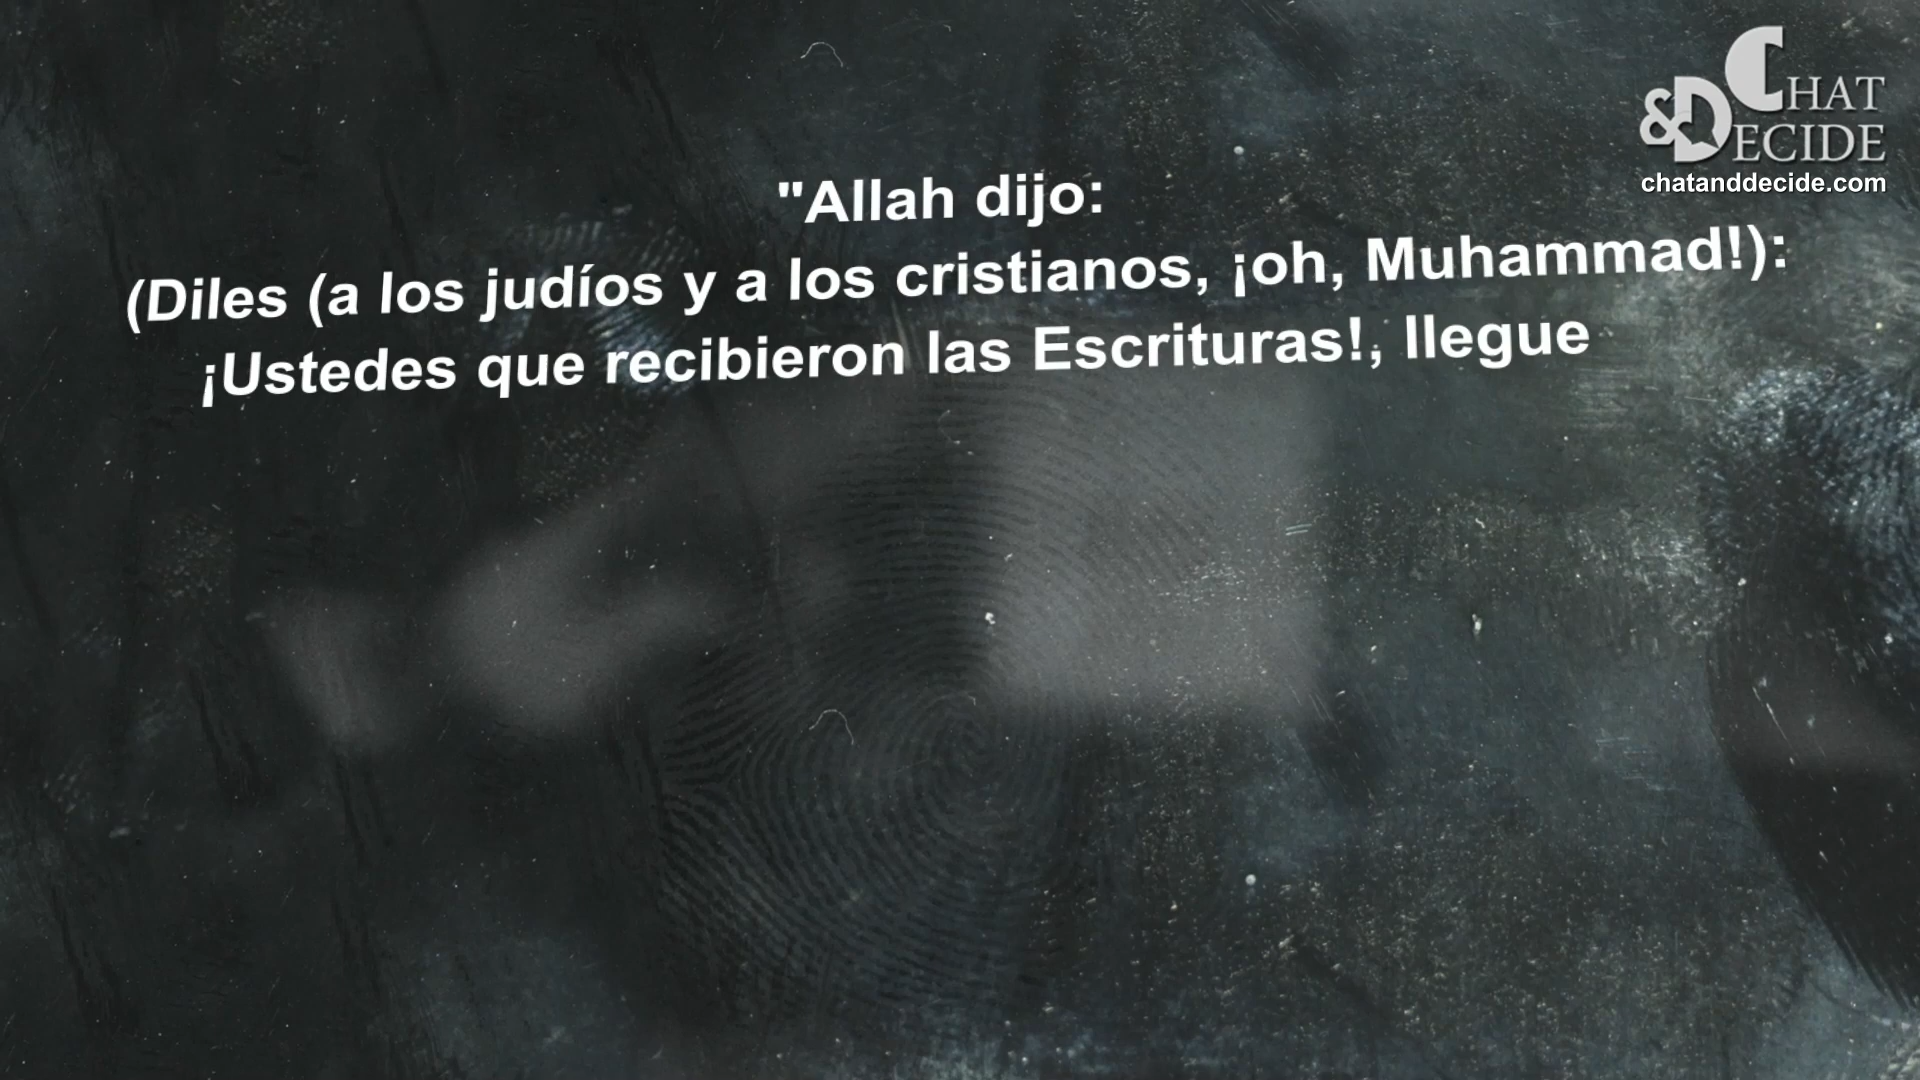 CHAT
&DECIDE
chatanddecide.com
"Allah dijo:
(Diles (a los judíos y a los cristianos, ¡oh, Muhammad!):
¡Ustedes que recibieron las Escrituras!, llegue